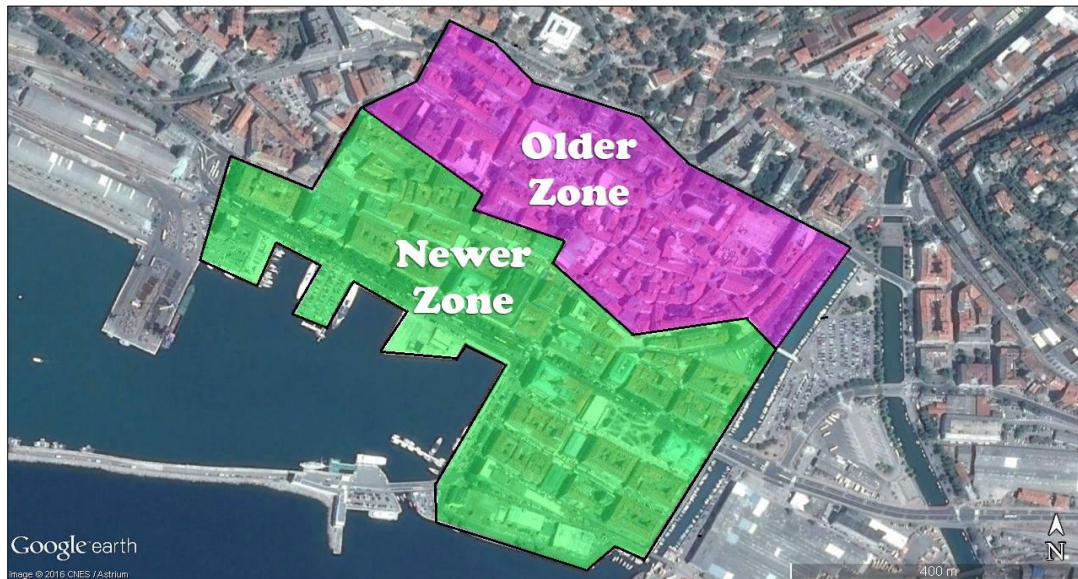 Older
Zone
Newer
Zone
Google earth
Image © 2016 CNES / Astrium
N
400 m